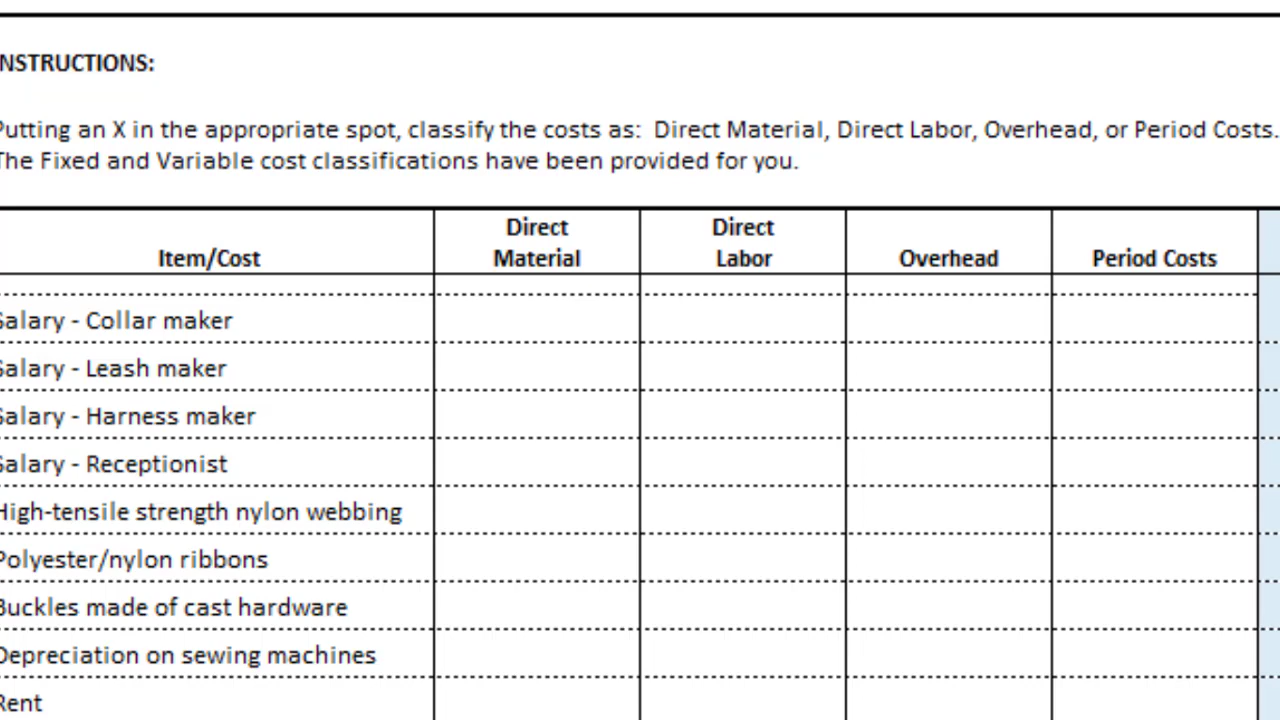 NSTRUCTIONS:
Putting an X in the appropriate spot, classify the costs as:  Direct Material, Direct Labor, Overhead, or Period Costs.
The Fixed and Variable cost classifications have been provided for you.
Item/Cost Direct Material Direct Labor Overhead Period Costs
Salary - Collar maker
Salary - Leash maker
Salary - Harness maker
Salary - Receptionist
High-tensile strength nylon webbing
Polyester/nylon ribbons
Buckles made of cast hardware
Depreciation on sewing machines
Rent